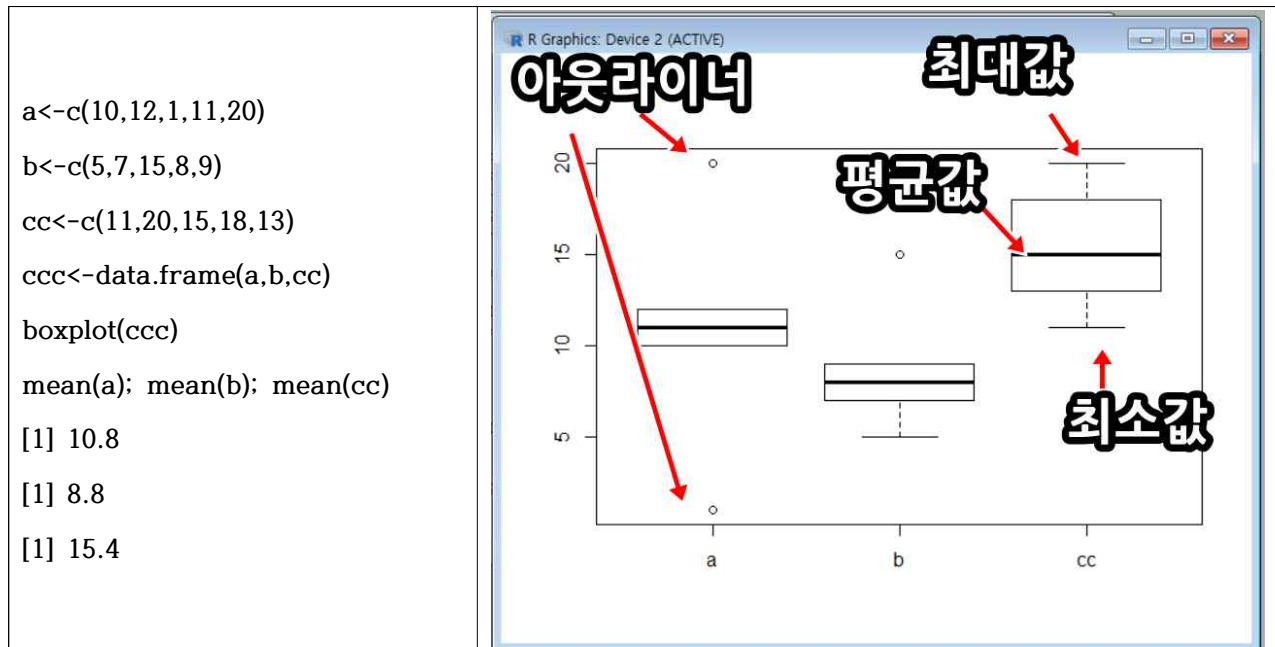 a<-c(10,12,1,11,20)
b<-c(5,7,15,8,9)
cc<-c(11,20,15,18,13)
ccc<-data.frame(a,b,cc)
boxplot(ccc)
mean(a); mean(b); mean(cc)
[1] 10.8
[1] 8.8
[1] 15.4
R R Graphics: Device 2 (ACTIVE)
아웃라이너
최대값
평균값
최소값
20
15
10
5
a b cc